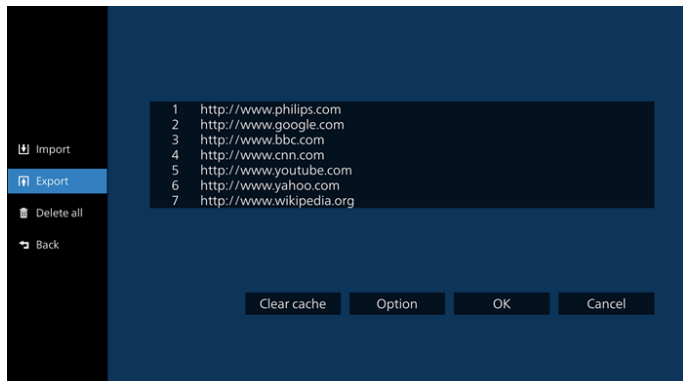 Import
Export
Delete all
Back
1 http://www.philips.com
2 http://www.google.com
3 http://www.bbc.com
4 http://www.cnn.com
5 http://www.youtube.com
6 http://www.yahoo.com
7 http://www.wikipedia.org
Clear cache Option OK Cancel